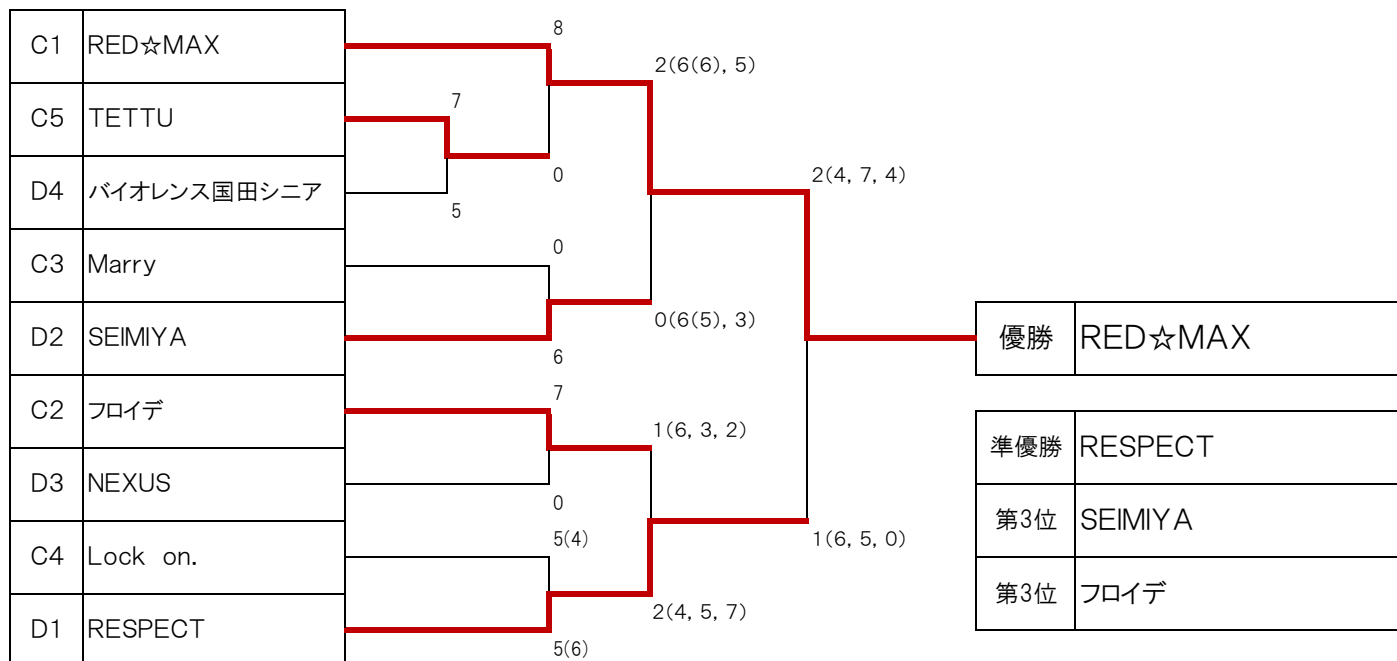 C1 RED☆MAX
C5 TETTU
D4 バイオレンス国田シニア
C3 Marry
D2 SEIMIYA
C2 フロイデ
D3 NEXUS
C4 Lock on.
D1 RESPECT
7
5
8
0
0
6
7
0
5(4)
5(6)
2(6(6), 5)
0(6(5), 3)
1(6, 3, 2)
2(4, 5, 7)
2(4, 7, 4)
1(6, 5, 0)
優勝 RED☆MAX
準優勝 RESPECT
第3位 SEIMIYA
第3位 フロイデ